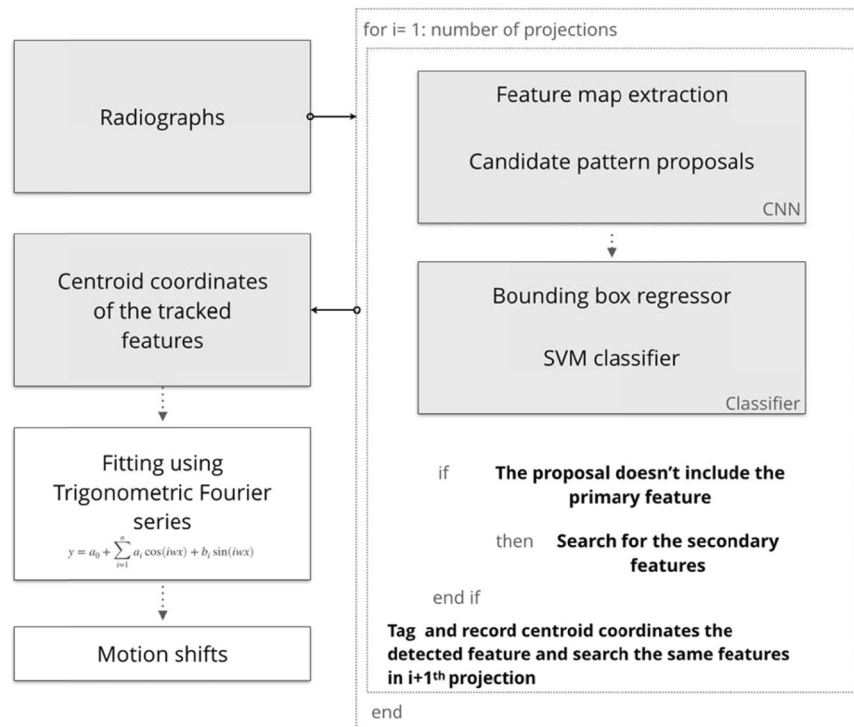 Radiographs
Centroid coordinates
of the tracked
features
Fitting using
Trigonometric Fourier
series
y = a₀ + ∑ⁿᵢ₌₁ aᵢ cos(iwx) + bᵢ sin(iwx)
Motion shifts
for i= 1: number of projections
Feature map extraction
Candidate pattern proposals
CNN
Bounding box regressor
SVM classifier
Classifier
if The proposal doesn’t include the
primary feature
then Search for the secondary
features
end if
Tag and record centroid coordinates the
detected feature and search the same features
in i+1ᵗʰ projection
end